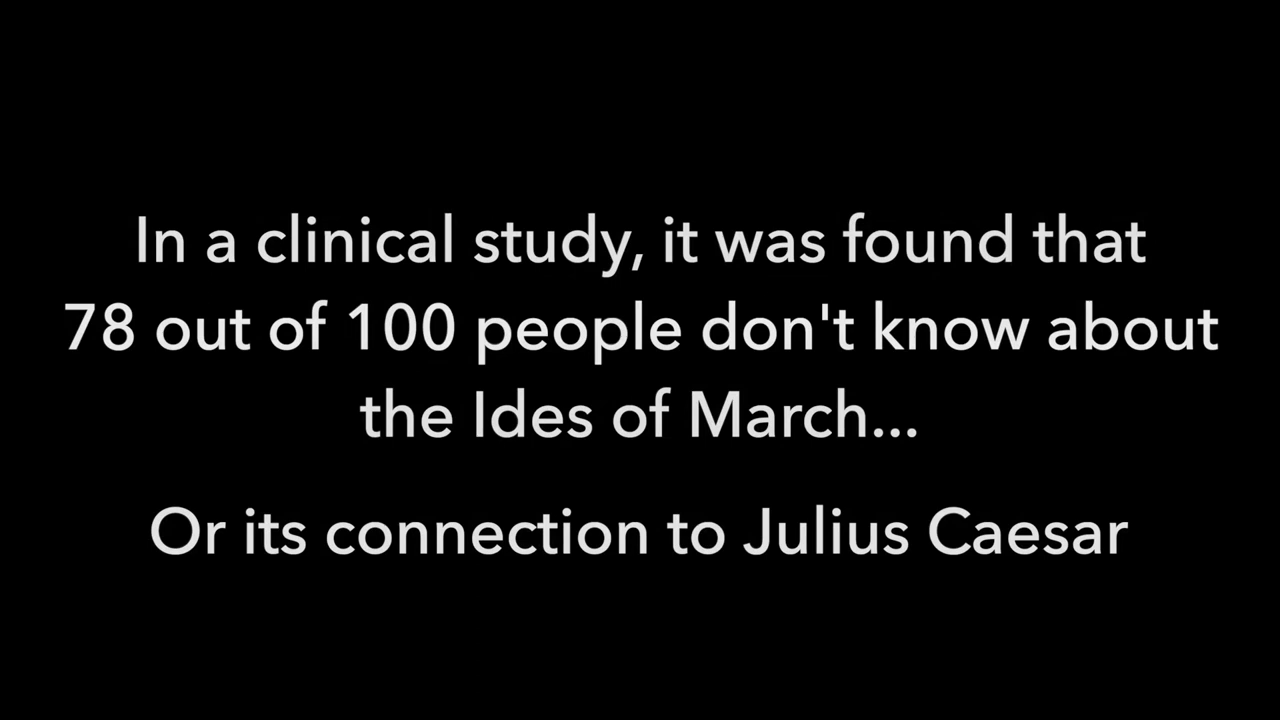 In a clinical study, it was found that
78 out of 100 people don't know about
the Ides of March...
Or its connection to Julius Caesar